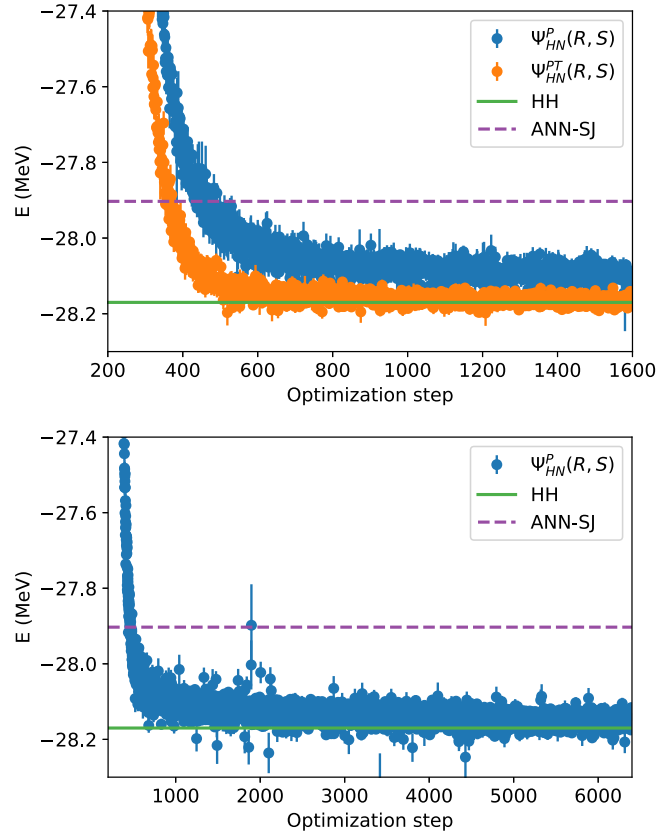 −27.4
−27.6
−27.8
−28.0
−28.2
E (MeV)
Ψ^P_HN(R, S)
Ψ^PT_HN(R, S)
HH
ANN-SJ
200 400 600 800 1000 1200 1400 1600
Optimization step
−27.4
−27.6
−27.8
−28.0
−28.2
E (MeV)
Ψ^P_HN(R, S)
HH
ANN-SJ
1000 2000 3000 4000 5000 6000
Optimization step